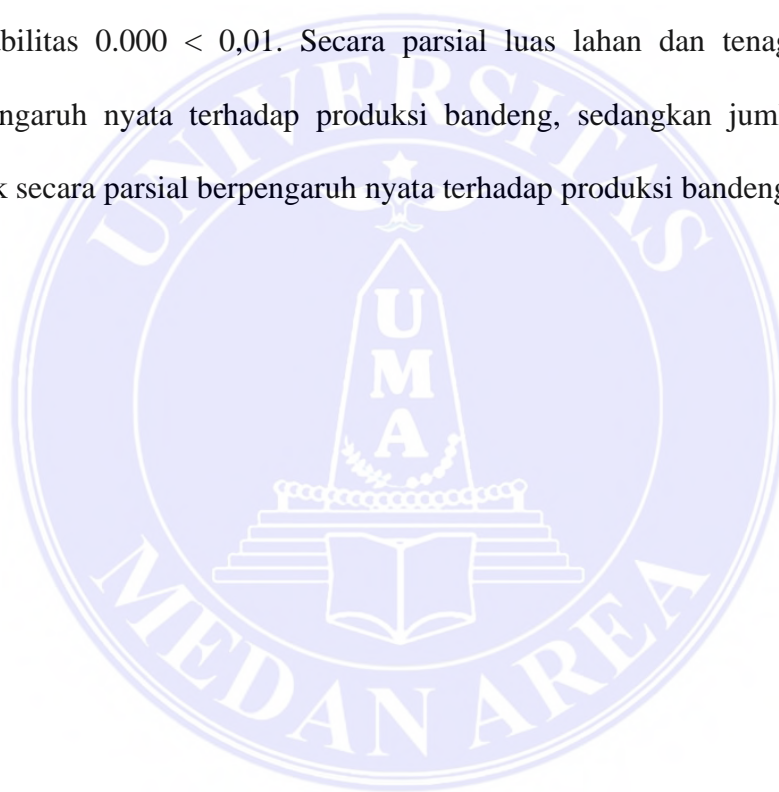 bilitas 0.000 < 0,01. Secara parsial luas lahan dan tenag
ngaruh nyata terhadap produksi bandeng, sedangkan jum
k secara parsial berpengaruh nyata terhadap produksi bandeng
UNIVERSITAS
U
M
A
MEDAN AREA